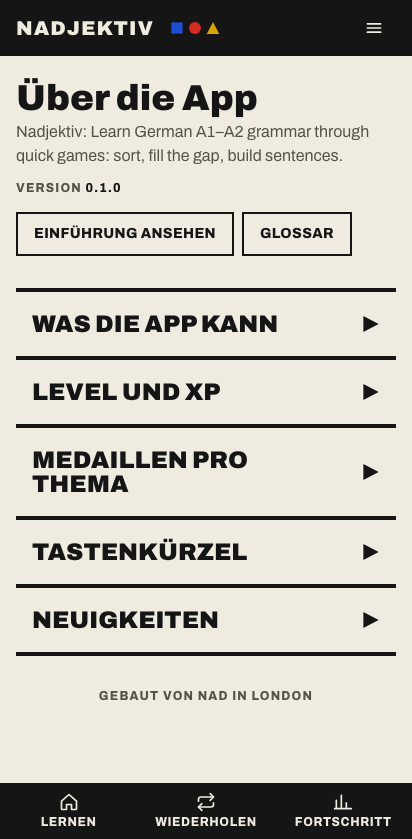 NADJEKTIV
Über die App
Nadjektiv: Learn German A1–A2 grammar through
quick games: sort, fill the gap, build sentences.
VERSION 0.1.0
EINFÜHRUNG ANSEHEN
GLOSSAR
WAS DIE APP KANN
LEVEL UND XP
MEDAILLEN PRO
THEMA
TASTENKÜRZEL
NEUIGKEITEN
GEBAUT VON NAD IN LONDON
LERNEN
WIEDERHOLEN
FORTSCHRITT